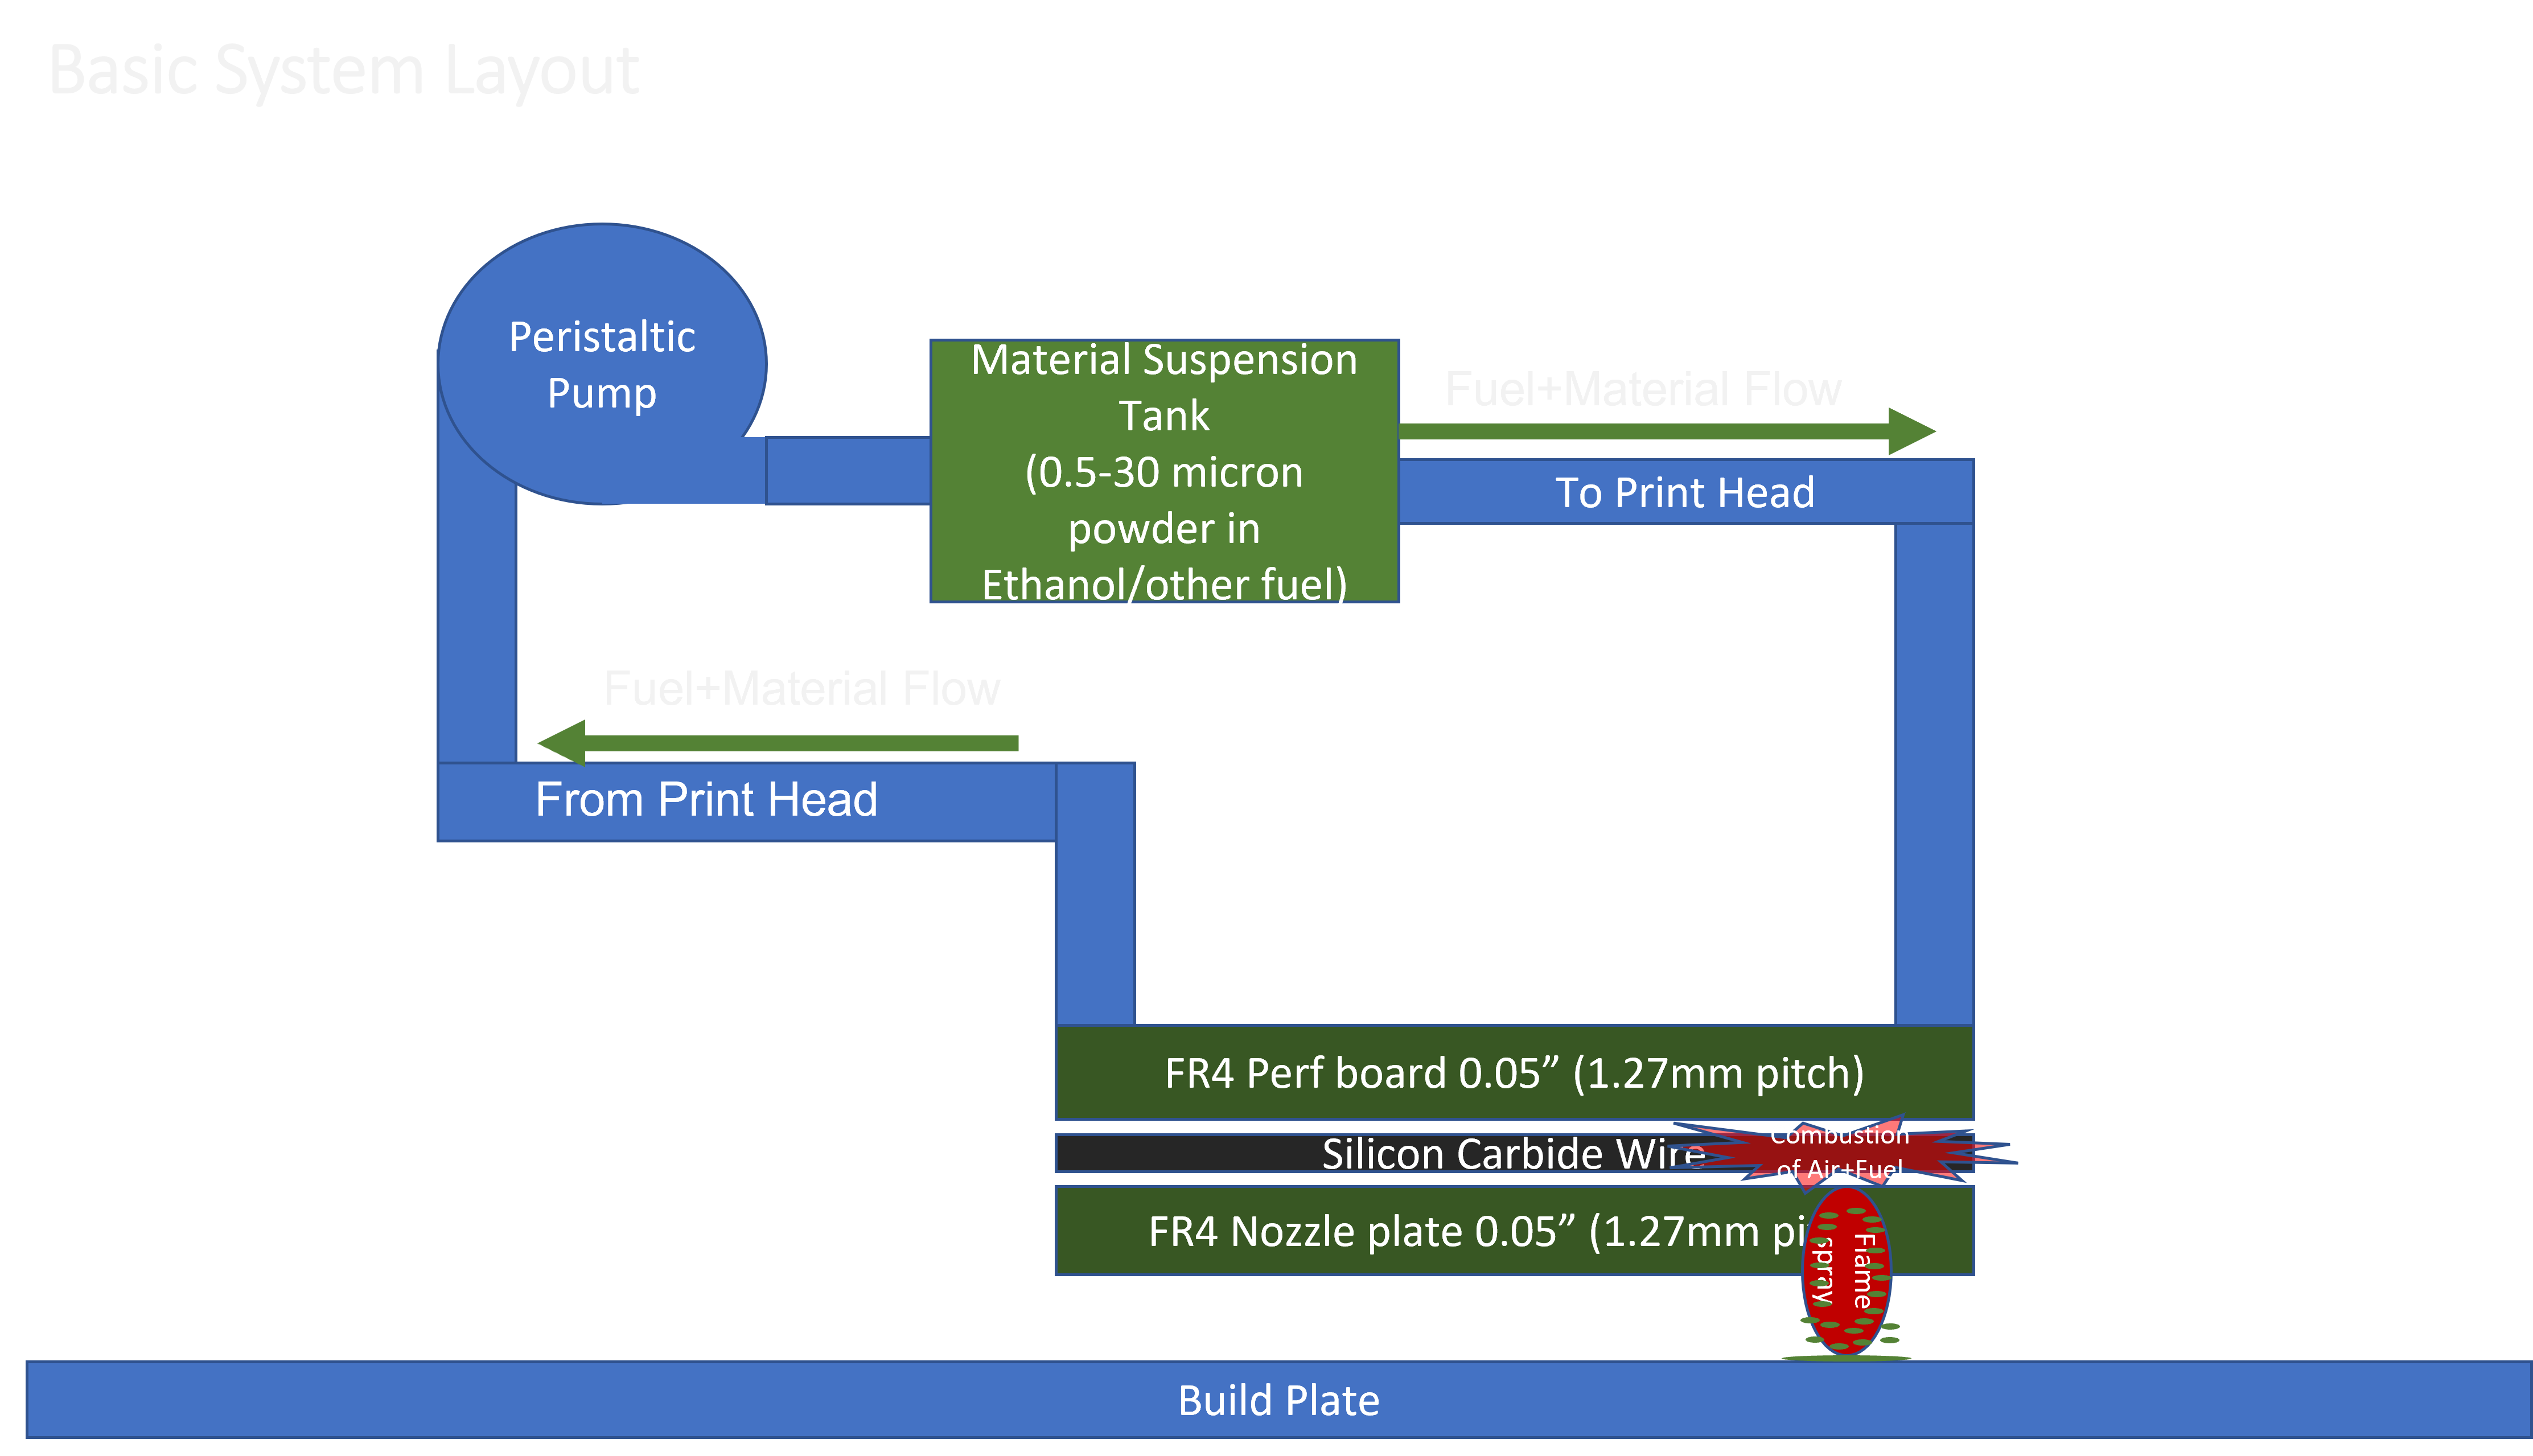 Basic System Layout
Peristaltic
Pump
Material Suspension
Tank
(0.5-30 micron
powder in
Ethanol/other fuel)
Fuel+Material Flow
To Print Head
Fuel+Material Flow
From Print Head
FR4 Perf board 0.05” (1.27mm pitch)
Silicon Carbide Wire
Combustion
of Air+Fuel
FR4 Nozzle plate 0.05” (1.27mm pi
Flame
spray
Build Plate